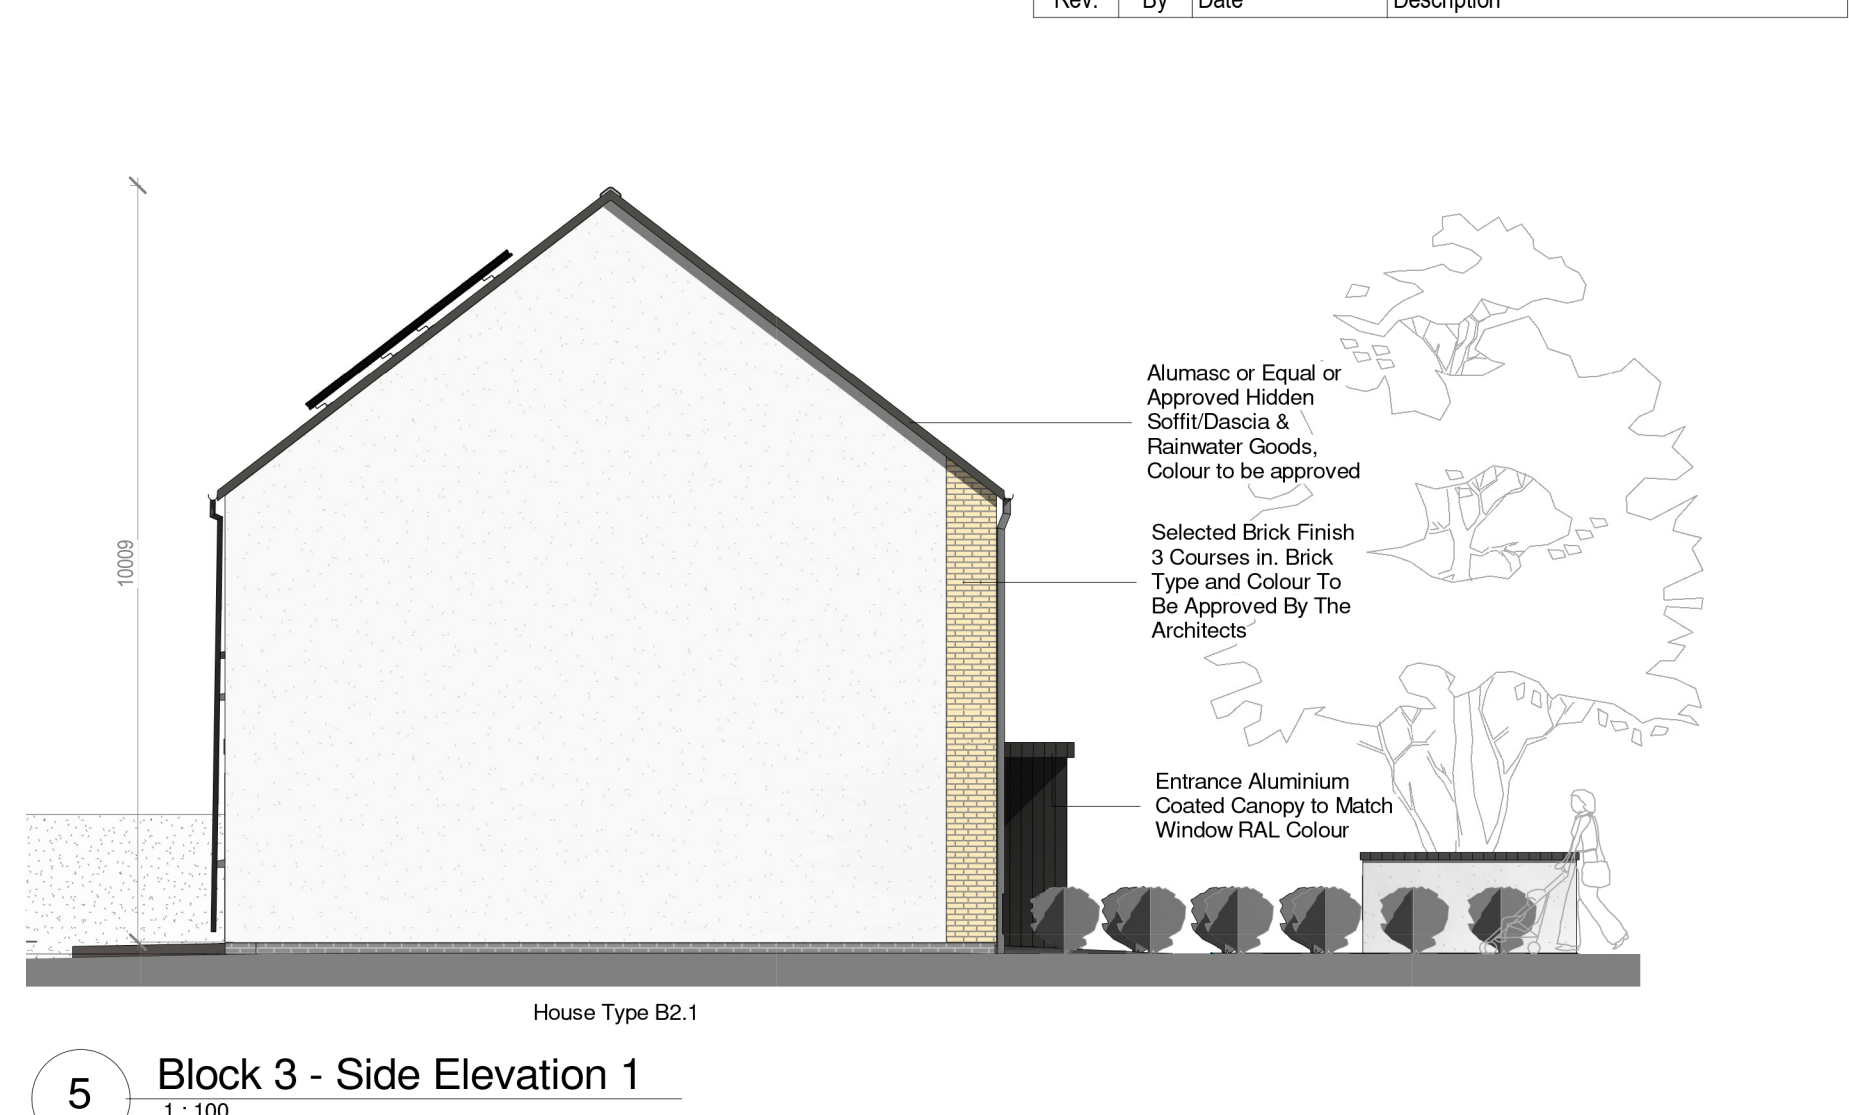 Rev. By Date Description
Alumasc or Equal or
Approved Hidden
Soffit/Dascia &
Rainwater Goods,
Colour to be approved
10009
Selected Brick Finish
3 Courses in. Brick
Type and Colour To
Be Approved By The
Architects
Entrance Aluminium
Coated Canopy to Match
Window RAL Colour
House Type B2.1
5 Block 3 - Side Elevation 1
1 : 100